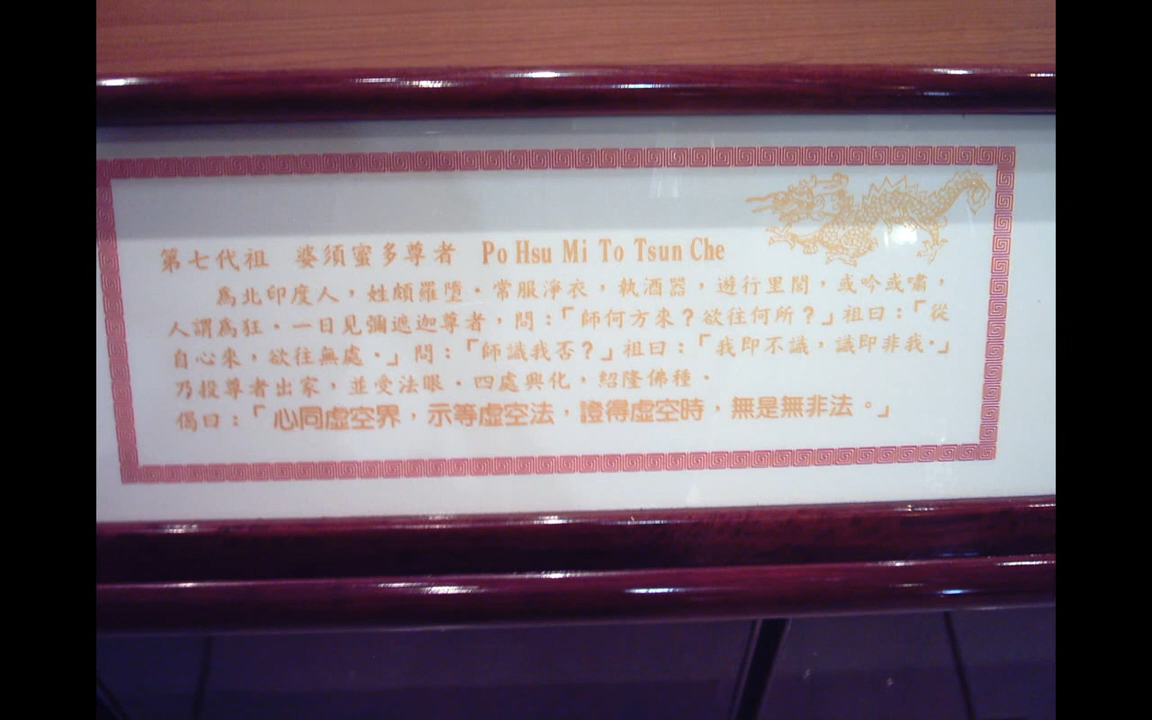 第七代祖 婆須蜜多尊者 Po Hsu Mi To Tsun Che
爲北印度人，姓頗羅墮．常服淨衣，執酒器，遊行里閭，或吟或嘯，
人謂爲狂．一日見彌遮迦尊者，問：「師何方來？欲往何所？」祖曰：「從
自心來，欲往無處．」問：「師識我否？」祖曰：「我即不識，識即非我．」
乃投尊者出家，並受法眼．四處興化，紹隆佛種．
偈曰：「心同虛空界，示等虛空法，證得虛空時，無是無非法。」